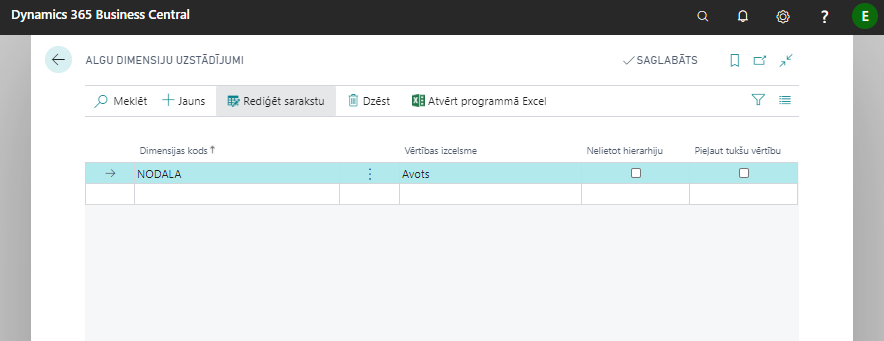 Dynamics 365 Business Central
?
E
ALGU DIMENSIJU UZSTĀDĪJUMI
SAGLABĀTS
Meklēt
Jauns
Rediģēt sarakstu
Dzēst
Atvērt programmā Excel
Dimensijas kods ↑
Vērtības izcelsme
Nelietot hierarhiju
Pieļaut tukšu vērtību
NODALA
Avots